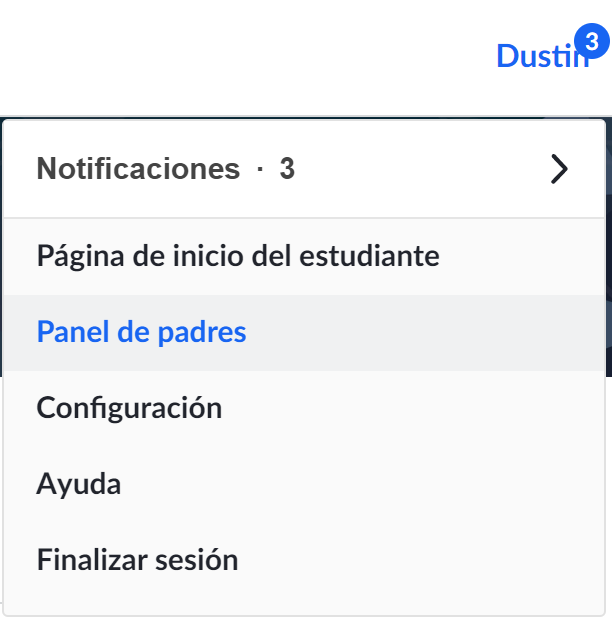 Dustin
3
Notificaciones · 3
Página de inicio del estudiante
Panel de padres
Configuración
Ayuda
Finalizar sesión